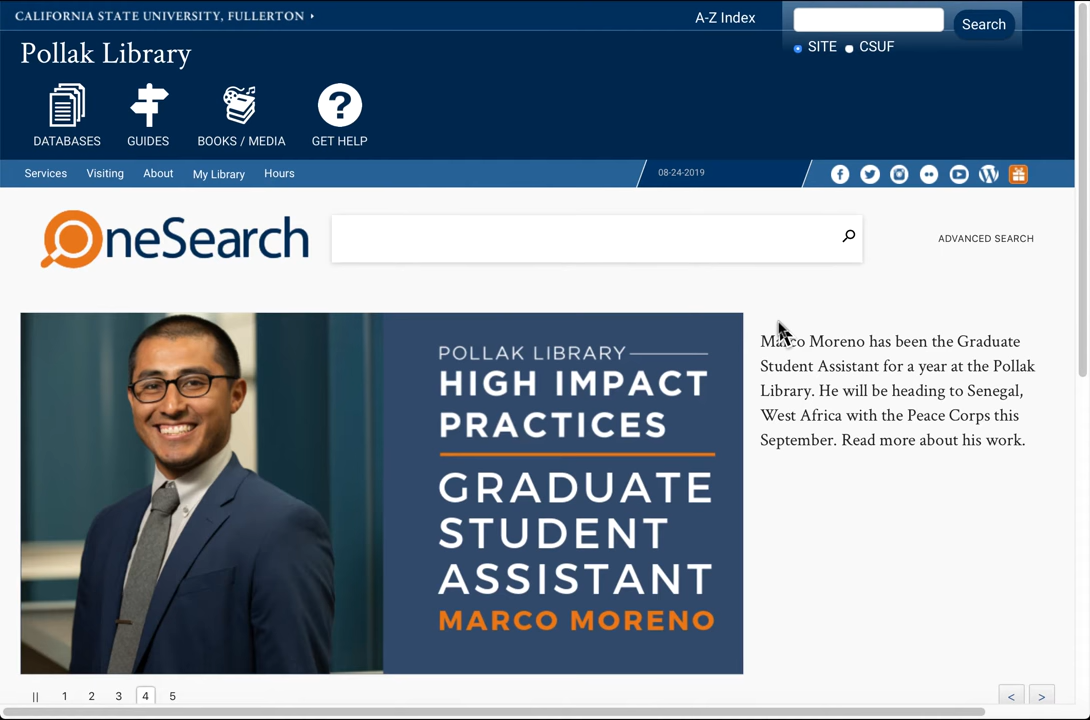 CALIFORNIA STATE UNIVERSITY, FULLERTON
A-Z Index
Search
SITE CSUF
Pollak Library
DATABASES GUIDES BOOKS / MEDIA GET HELP
Services Visiting About My Library Hours
08-24-2019
OneSearch
ADVANCED SEARCH
POLLAK LIBRARY
HIGH IMPACT
PRACTICES
GRADUATE
STUDENT
ASSISTANT
MARCO MORENO
Marco Moreno has been the Graduate
Student Assistant for a year at the Pollak
Library. He will be heading to Senegal,
West Africa with the Peace Corps this
September. Read more about his work.
|| 1 2 3 4 5 < >